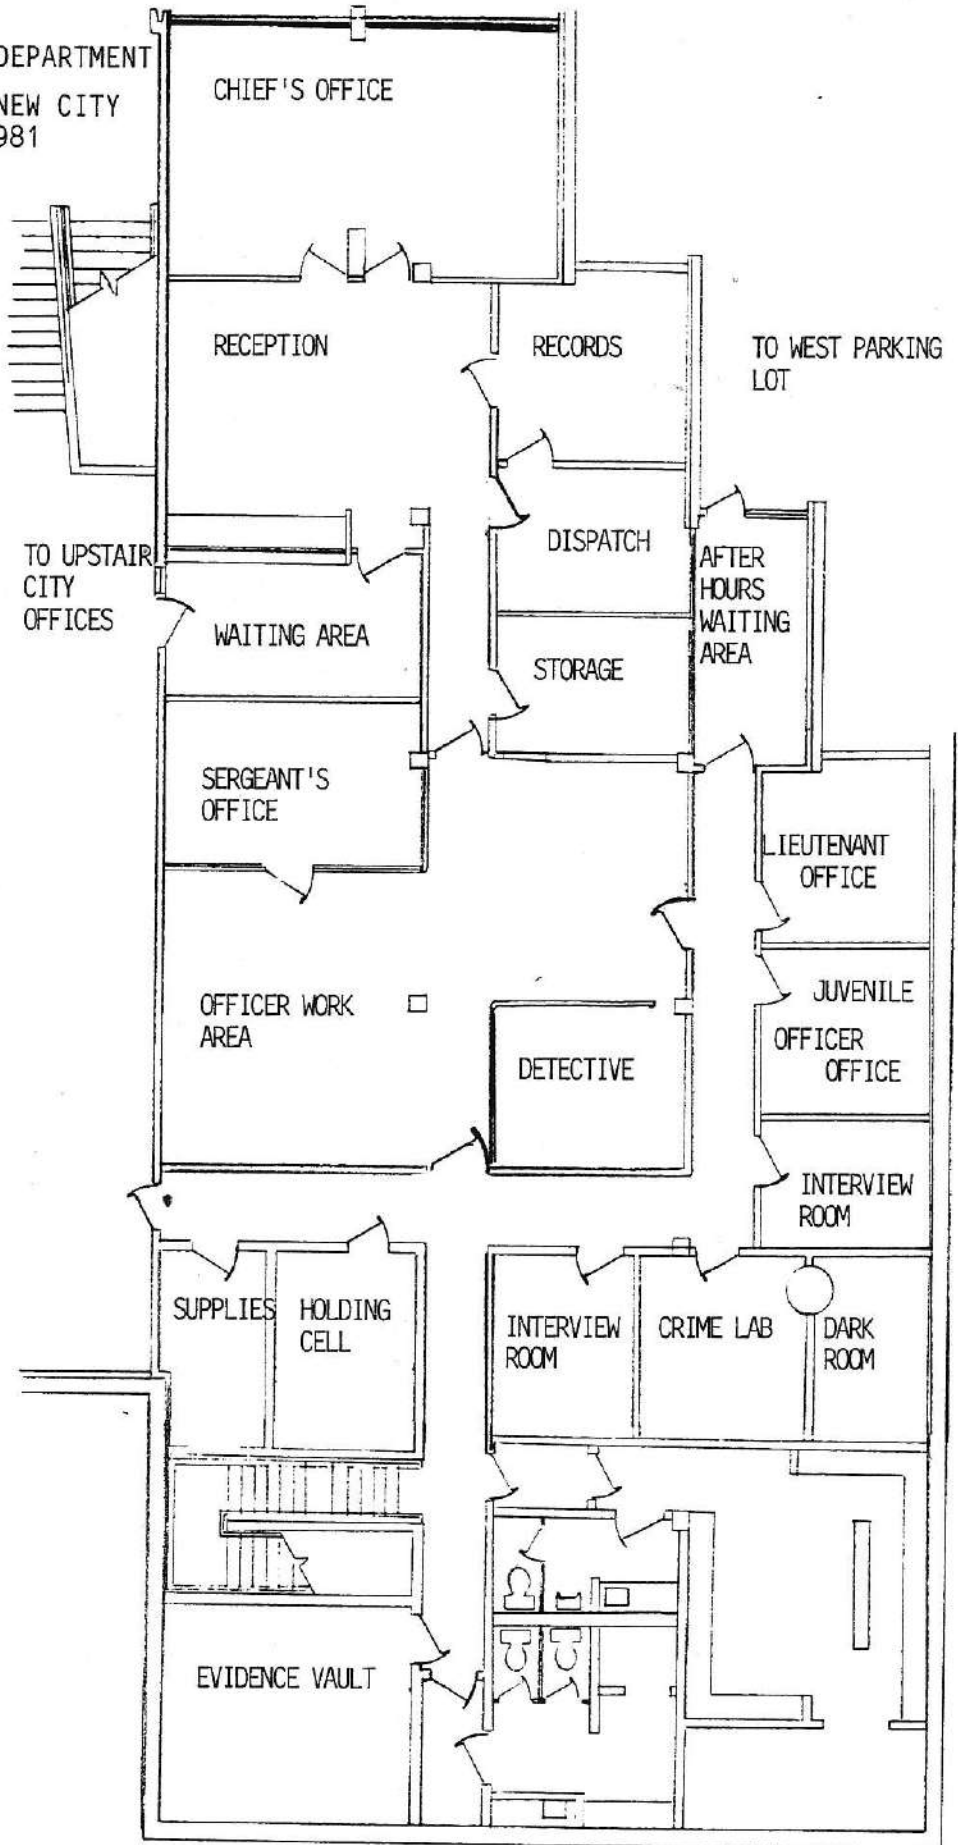 DEPARTMENT
NEW CITY
981
CHIEF'S OFFICE
RECEPTION
RECORDS
TO WEST PARKING
LOT
DISPATCH
TO UPSTAIR
CITY
OFFICES
AFTER
HOURS
WAITING
AREA
WAITING AREA
STORAGE
SERGEANT'S
OFFICE
LIEUTENANT
OFFICE
OFFICER WORK
AREA
JUVENILE
OFFICER
OFFICE
DETECTIVE
INTERVIEW
ROOM
SUPPLIES
HOLDING
CELL
INTERVIEW
ROOM
CRIME LAB
DARK
ROOM
EVIDENCE VAULT